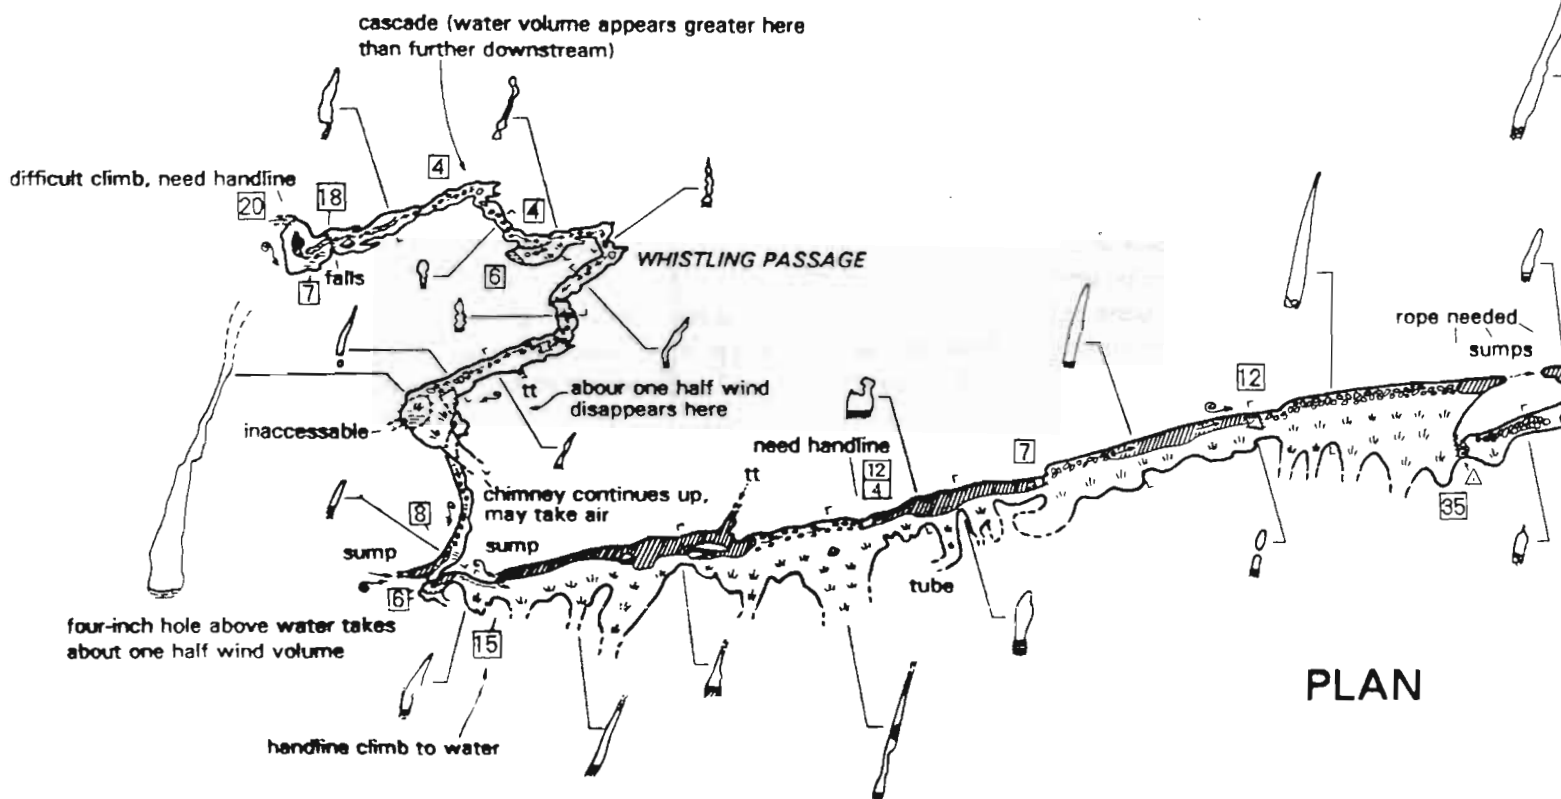 cascade (water volume appears greater here
than further downstream)
4
difficult climb, need handline
20
18
4
WHISTLING PASSAGE
6
7
falls
rope needed
sumps
12
tt
abour one half wind
disappears here
inaccessable
need handline
12
4
7
tt
chimney continues up,
may take air
8
35
sump
sump
tube
6
four-inch hole above water takes
about one half wind volume
15
PLAN
handline climb to water